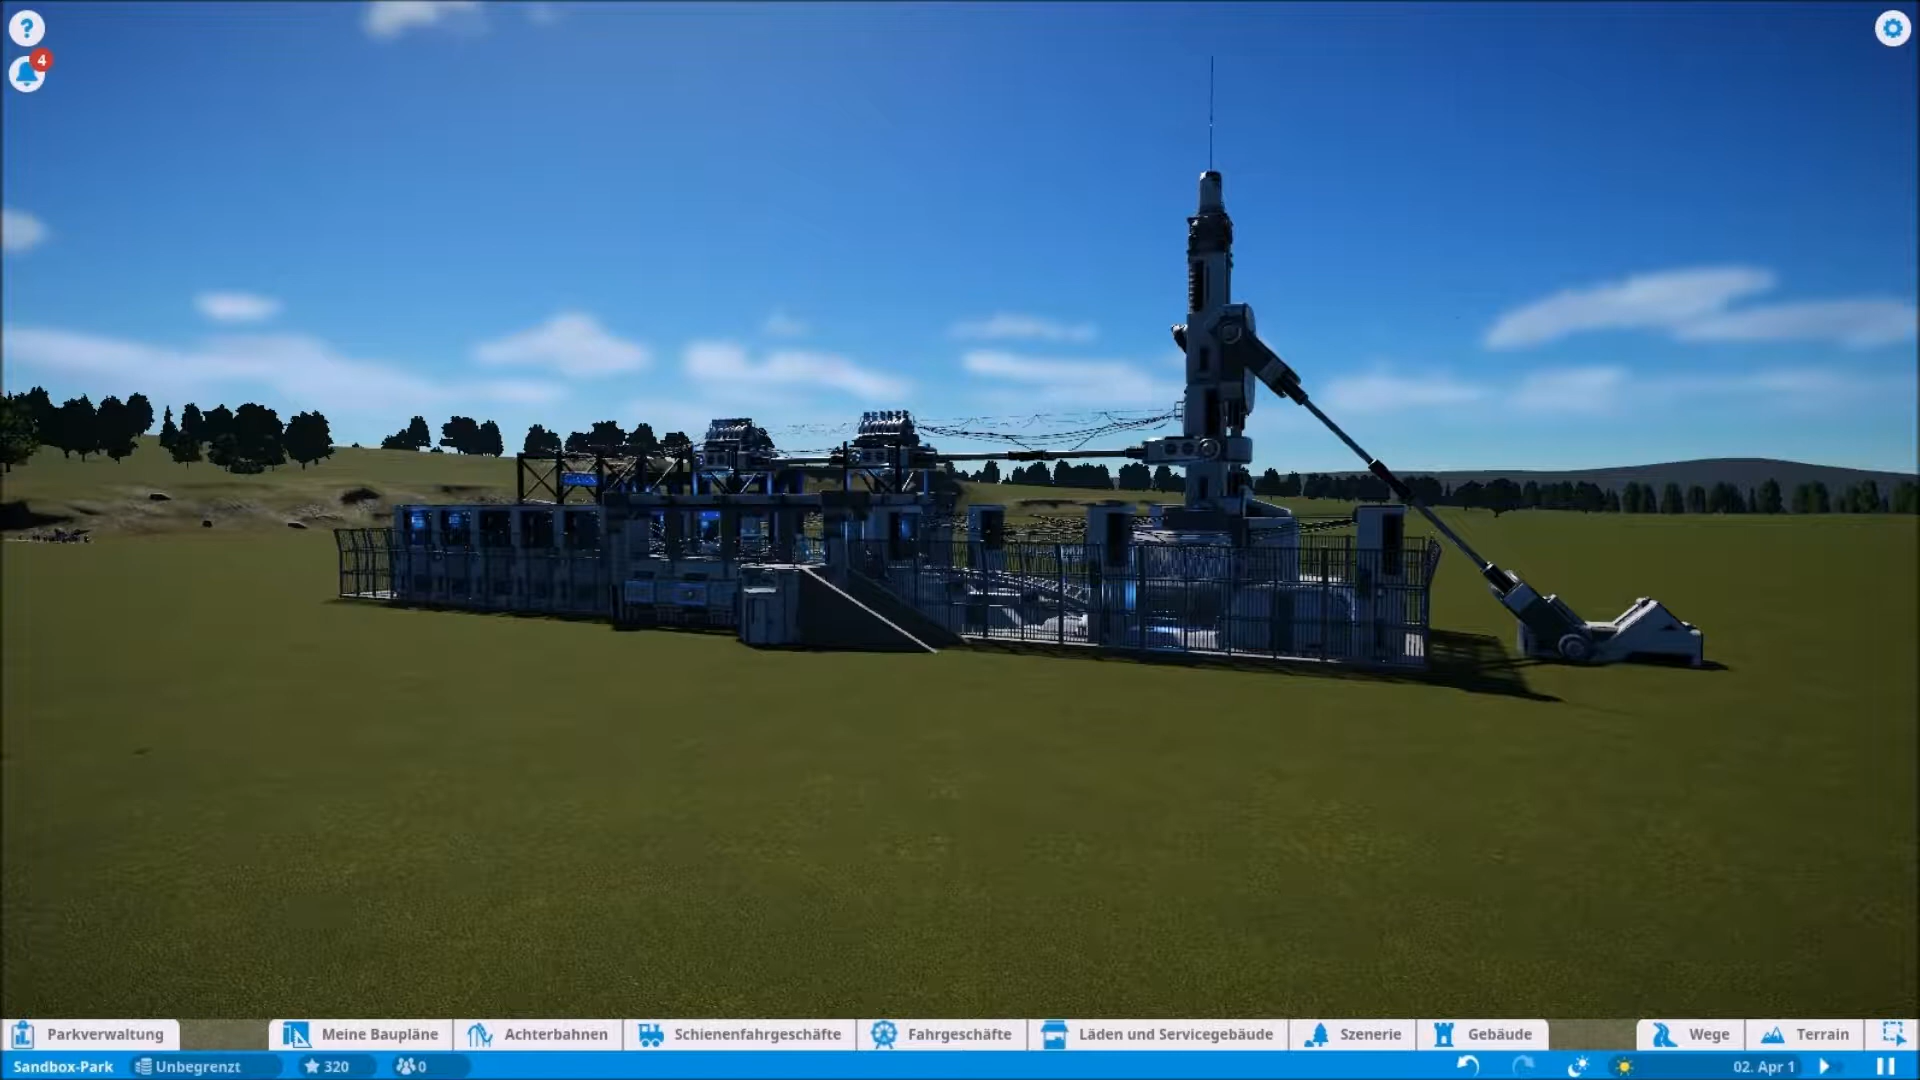 ?
4
Parkverwaltung
Meine Baupläne
Achterbahnen
Schienenfahrgeschäfte
Fahrgeschäfte
Läden und Servicegebäude
Szenerie
Gebäude
Wege
Terrain
Sandbox-Park
Unbegrenzt
320
0
02. Apr 1